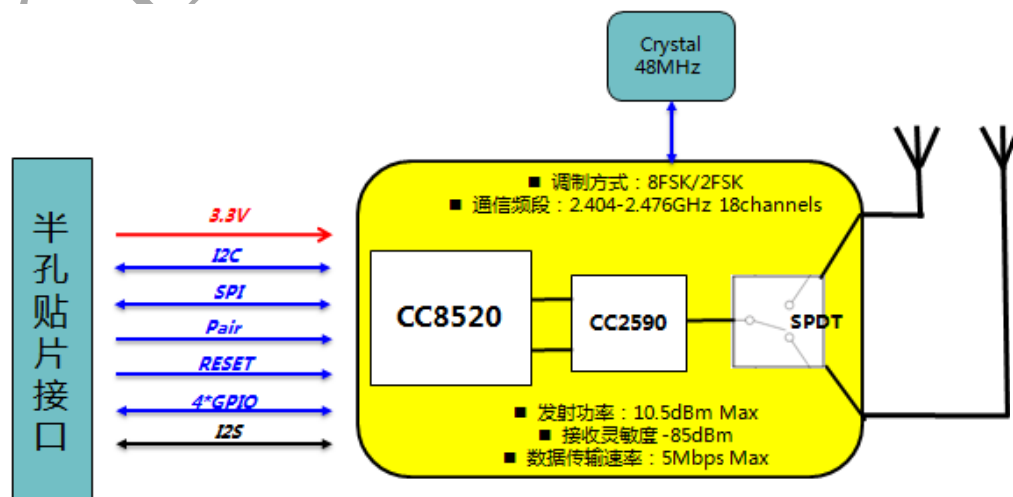 Crystal
48MHz
■ 调制方式：8FSK/2FSK
■ 通信频段：2.404-2.476GHz 18channels
半孔贴片接口
3.3V
I2C
SPI
Pair
RESET
4*GPIO
I2S
CC8520
CC2590
SPDT
■ 发射功率：10.5dBm Max
■ 接收灵敏度 -85dBm
■ 数据传输速率：5Mbps Max